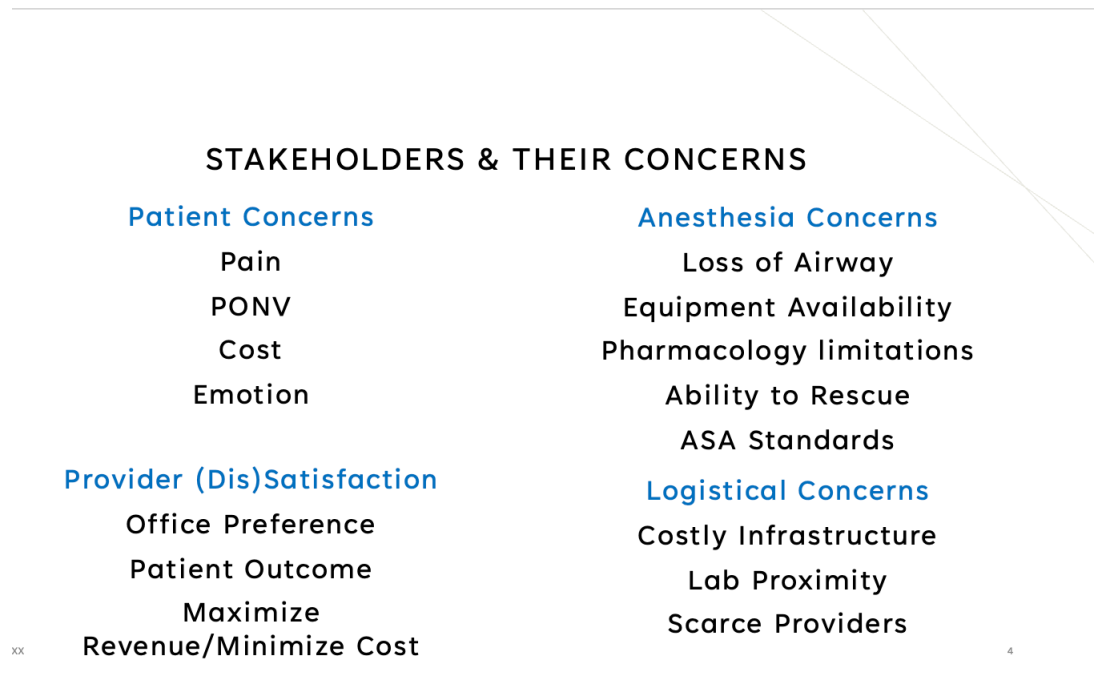 STAKEHOLDERS & THEIR CONCERNS
Patient Concerns
Pain
PONV
Cost
Emotion
Provider (Dis)Satisfaction
Office Preference
Patient Outcome
Maximize
Revenue/Minimize Cost
Anesthesia Concerns
Loss of Airway
Equipment Availability
Pharmacology limitations
Ability to Rescue
ASA Standards
Logistical Concerns
Costly Infrastructure
Lab Proximity
Scarce Providers
xx
4